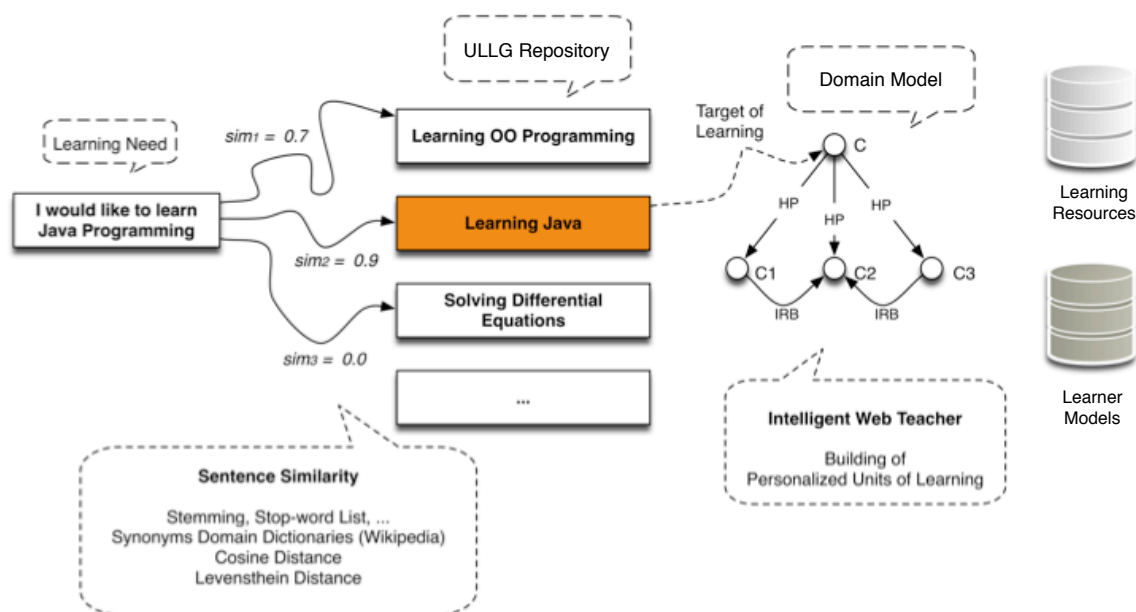 ULLG Repository
Domain Model
Learning Need
sim1 = 0.7
Target of
Learning
Learning OO Programming
C
I would like to learn
Java Programming
Learning Java
HP
HP
HP
Learning
Resources
sim2 = 0.9
C1
C2
C3
Solving Differential
Equations
IRB
IRB
sim3 = 0.0
...
Learner
Models
Intelligent Web Teacher
Building of
Personalized Units of Learning
Sentence Similarity
Stemming, Stop-word List, ...
Synonyms Domain Dictionaries (Wikipedia)
Cosine Distance
Levensthein Distance